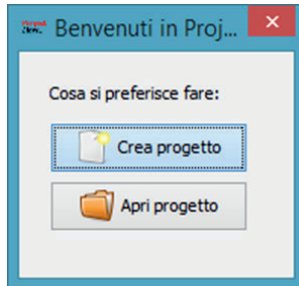 Benvenuti in Proj...
Cosa si preferisce fare:
Crea progetto
Apri progetto